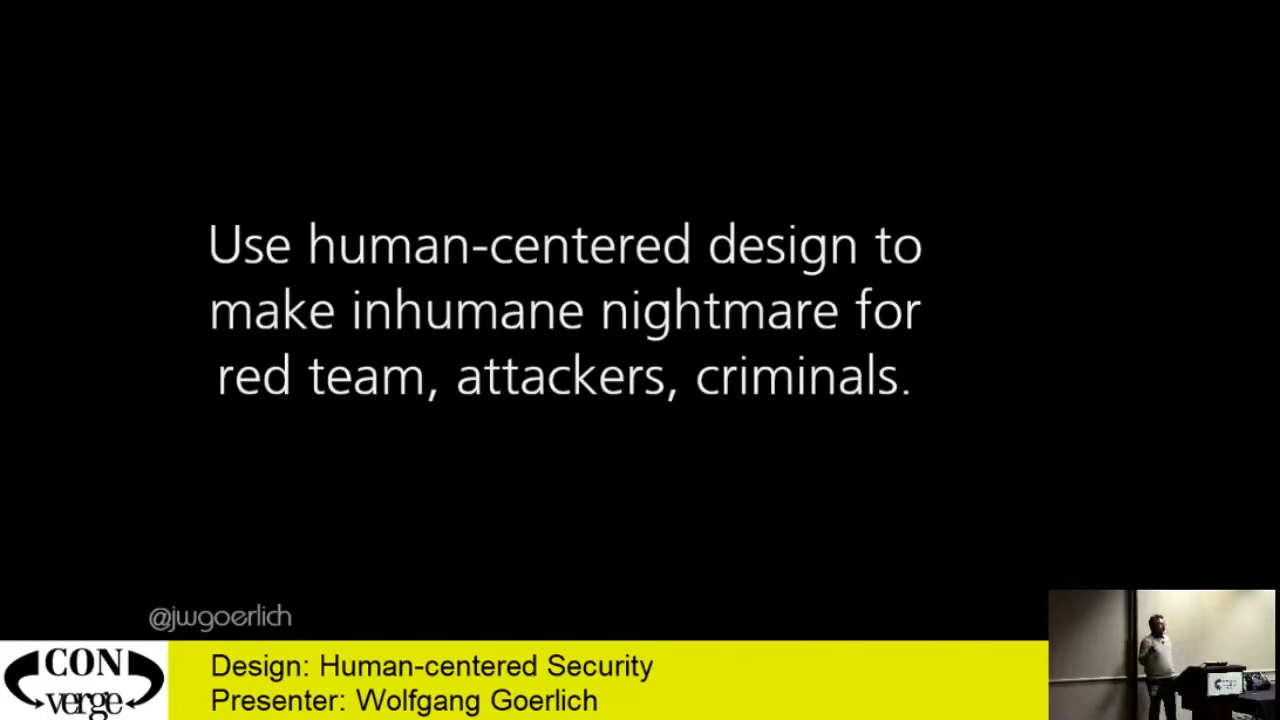 Use human-centered design to
make inhumane nightmare for
red team, attackers, criminals.
@jwgoerlich
CON
verge
Design: Human-centered Security
Presenter: Wolfgang Goerlich